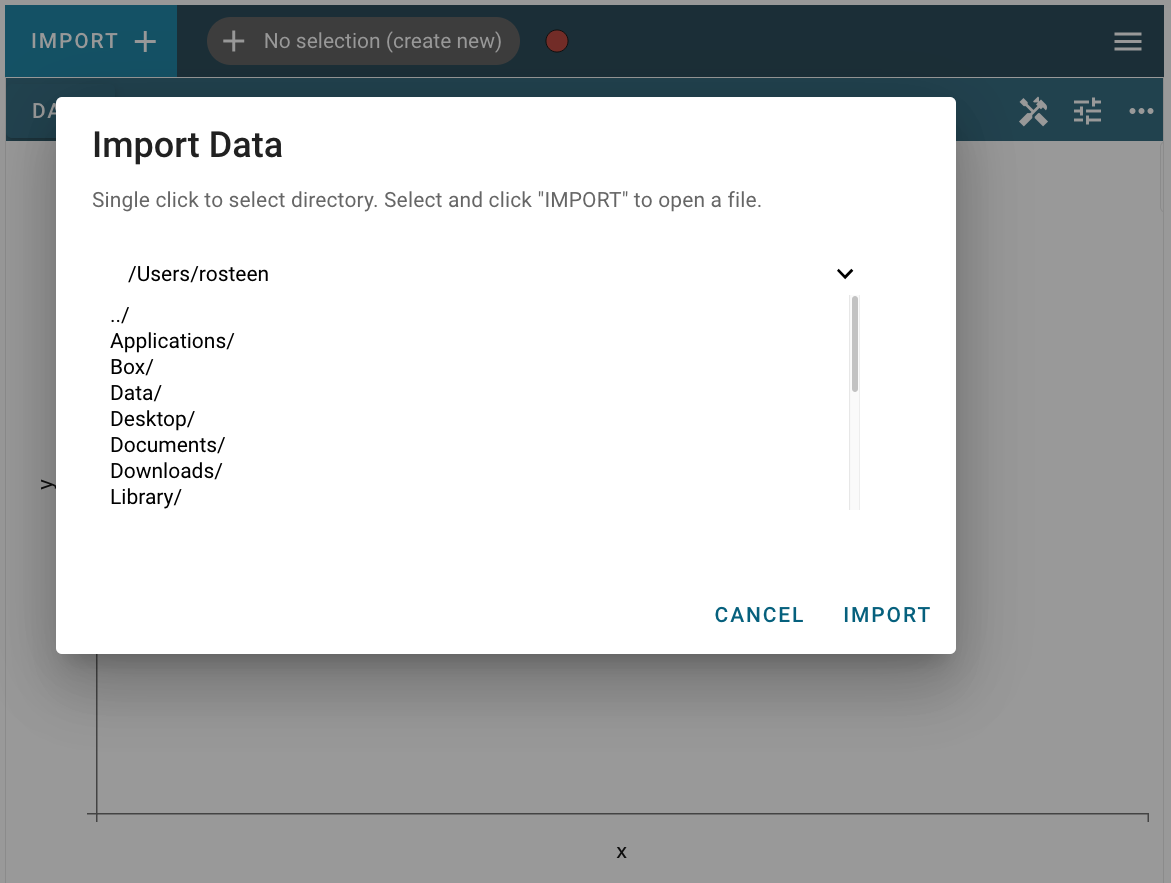 IMPORT
No selection (create new)
DA
Import Data
Single click to select directory. Select and click "IMPORT" to open a file.
/Users/rosteen
../
Applications/
Box/
Data/
Desktop/
Documents/
Downloads/
Library/
y
CANCEL IMPORT
x